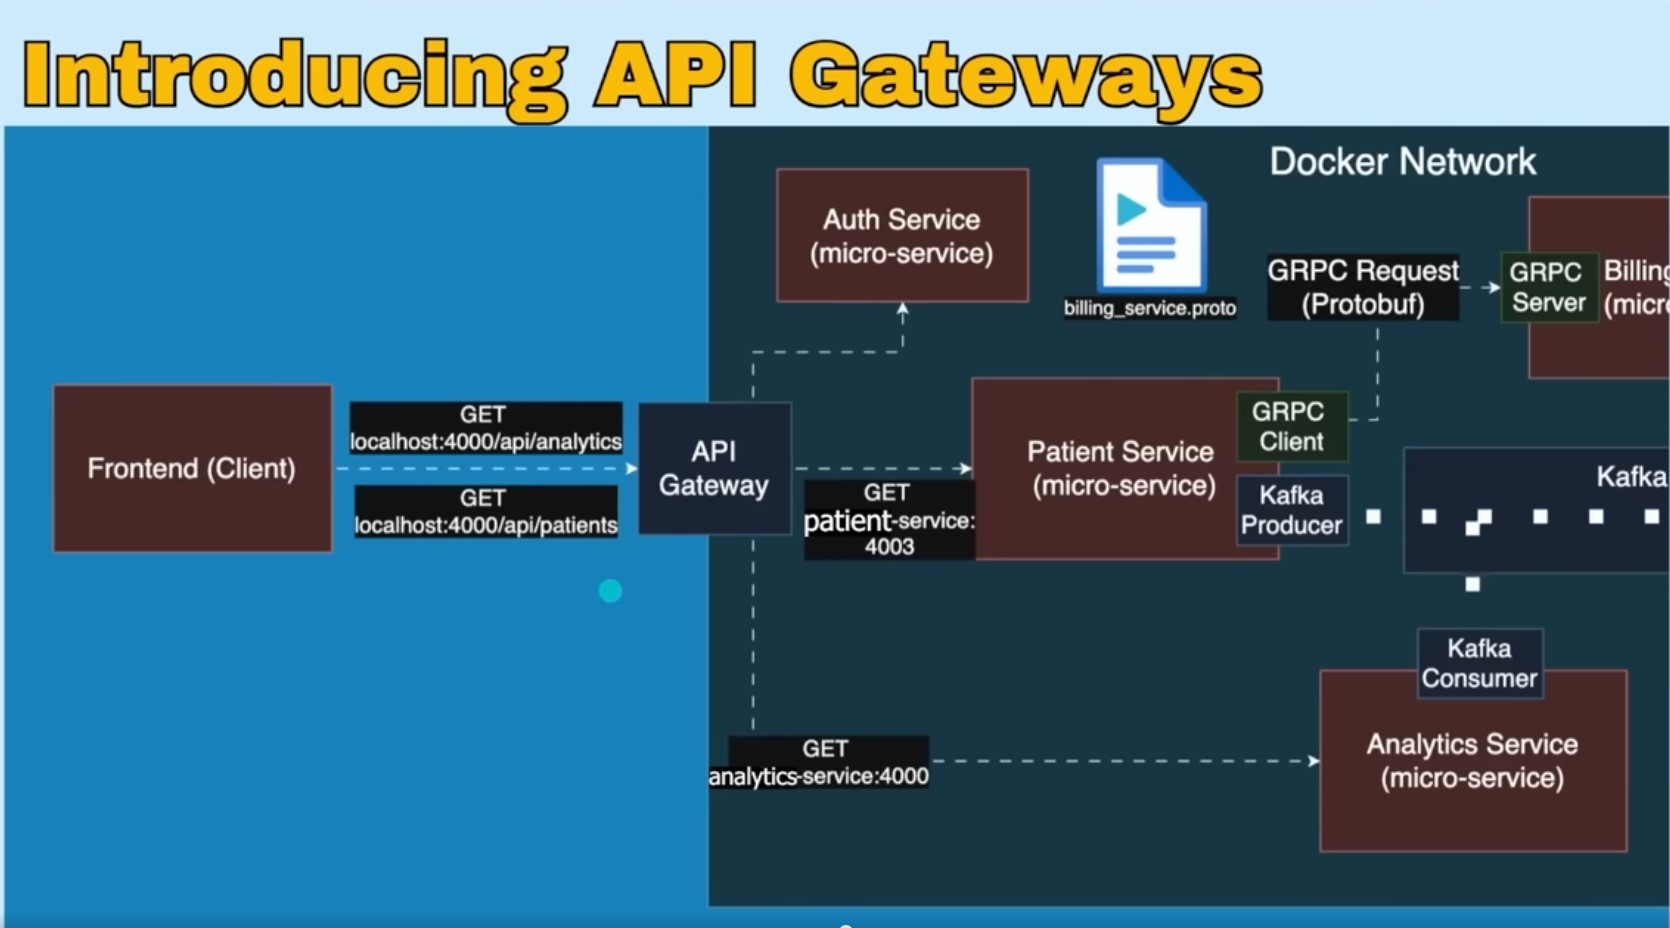 Introducing API Gateways
Docker Network
Auth Service
(micro-service)
billing_service.proto
GRPC Request
(Protobuf)
GRPC
Server
(micr
Frontend (Client)
GET
localhost:4000/api/analytics
GET
localhost:4000/api/patients
API
Gateway
GET
patient-service:
4003
Patient Service
(micro-service)
GRPC
Client
Kafka
Producer
Kafka
Kafka
Consumer
GET
analytics-service:4000
Analytics Service
(micro-service)